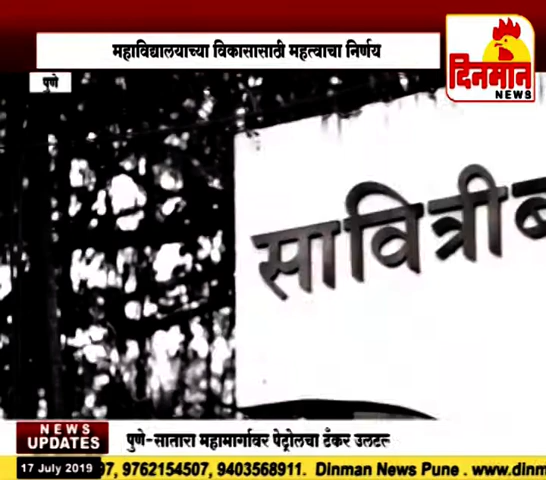 महाविद्यालयाच्या विकासासाठी महत्वाचा निर्णय
दिनमान
NEWS
पुणे
सावित्रीब
NEWS
UPDATES
पुणे-सातारा महामार्गावर पेट्रोलचा टँकर उलटल
17 July 2019
97, 9762154507, 9403568911. Dinman News Pune . www.dinm